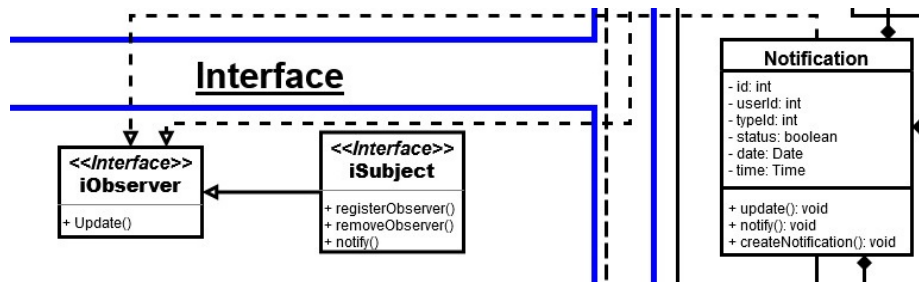 Interface
<<Interface>>
iObserver
+ Update()
<<Interface>>
iSubject
+ registerObserver()
+ removeObserver()
+ notify()
Notification
- id: int
- userId: int
- typeId: int
- status: boolean
- date: Date
- time: Time
+ update(): void
+ notify(): void
+ createNotification(): void